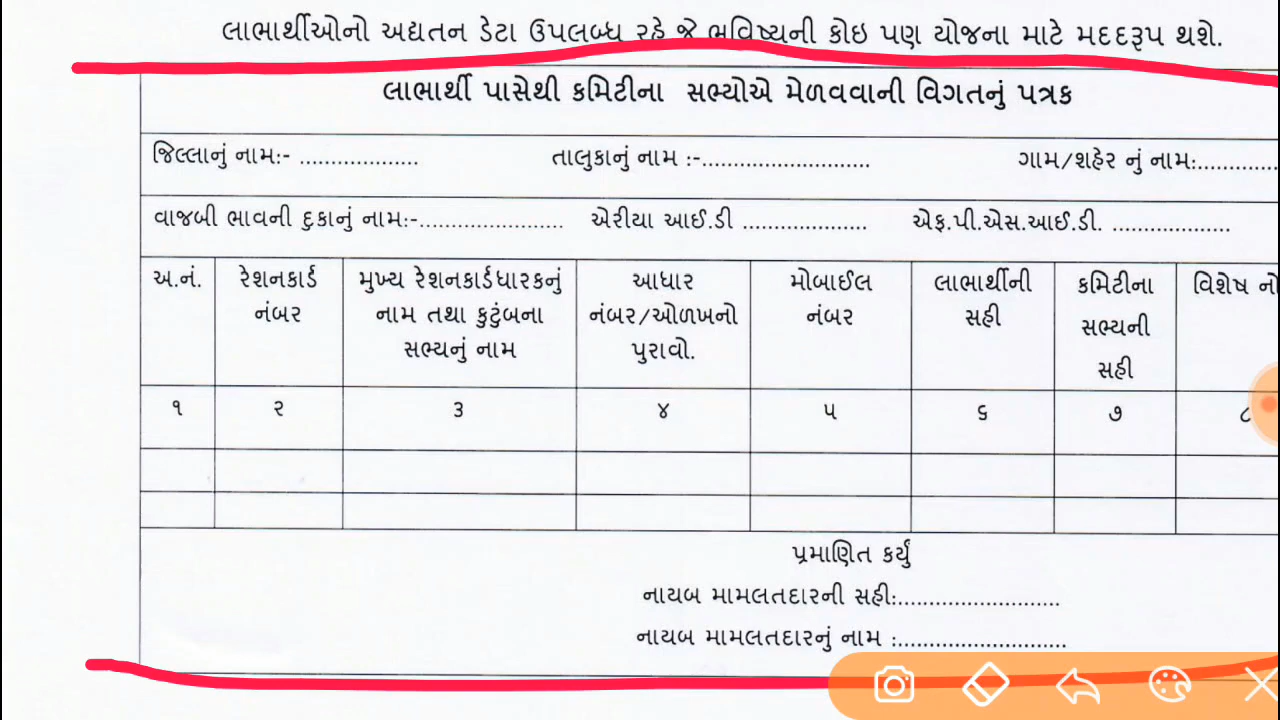 લાભાર્થીઓનો અદ્યતન ડેટા ઉપલબ્ધ રહે જે ભવિષ્યની કોઇ પણ યોજના માટે મદદરૂપ થશે.
લાભાર્થી પાસેથી કમિટીના સભ્યોએ મેળવવાની વિગતનું પત્રક
જિલ્લાનું નામ:- ................... તાલુકાનું નામ :-........................... ગામ/શહેર નું નામ:.............
વાજબી ભાવની દુકાનું નામ:-....................... એરીયા આઈ.ડી .................... એફ.પી.એસ.આઈ.ડી. ...................
અ.નં. રેશનકાર્ડ મુખ્ય રેશનકાર્ડધારકનું આધાર મોબાઈલ લાભાર્થીની કમિટીના વિશેષ નો
નંબર નામ તથા કુટુંબના નંબર/ઓળખનો નંબર સહી સભ્યની
સભ્યનું નામ પુરાવો. સહી
૧ ૨ ૩ ૪ ૫ ૬ ૭ ૮
પ્રમાણિત કર્યું
નાયબ મામલતદારની સહી:..........................
નાયબ મામલતદારનું નામ :...........................